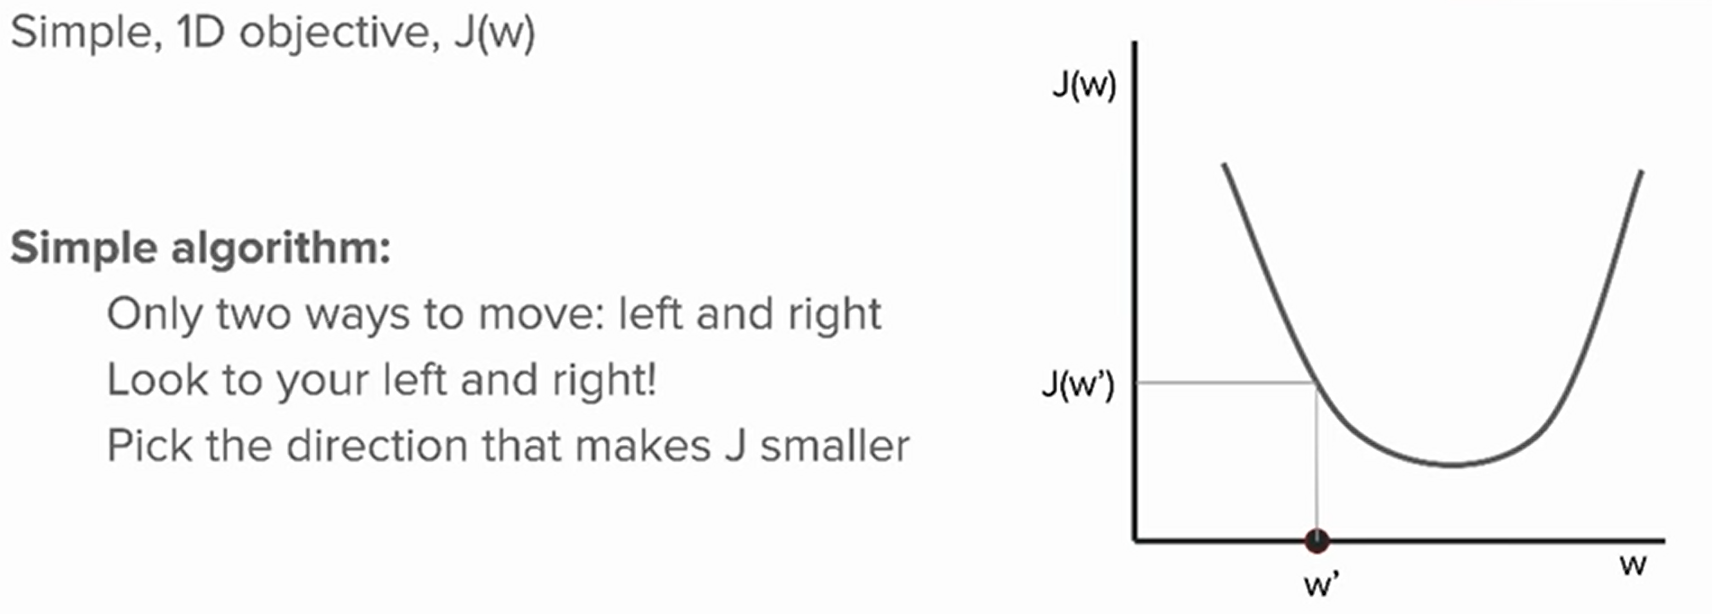 Simple, 1D objective, J(w)
Simple algorithm:
Only two ways to move: left and right
Look to your left and right!
Pick the direction that makes J smaller
J(w)
J(w’)
w
w’